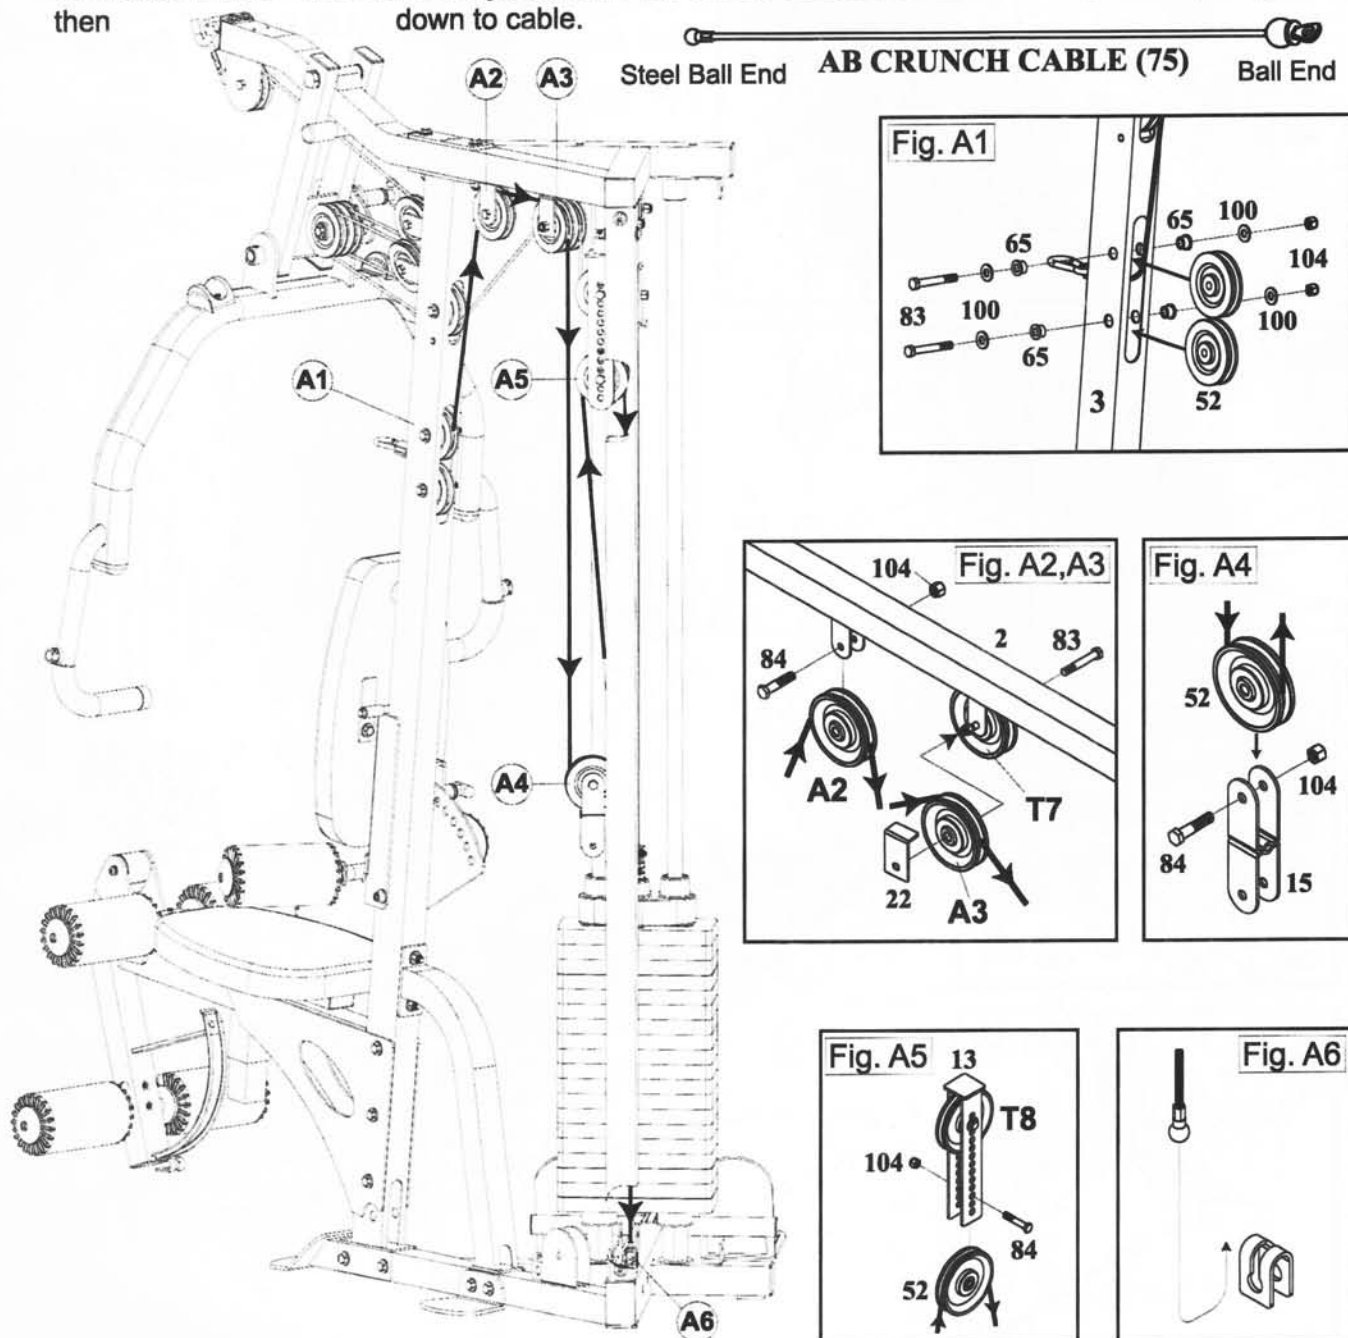 then down to cable.
Steel Ball End AB CRUNCH CABLE (75) Ball End
A2 A3
A1 A5
A4
A6
Fig. A1
65 100
65 104
83 100 100
65
3 52
Fig. A2,A3
104
2 83
84
A2 T7
22 A3
Fig. A4
52
104
84
15
Fig. A5 13
T8
104
84
52
Fig. A6